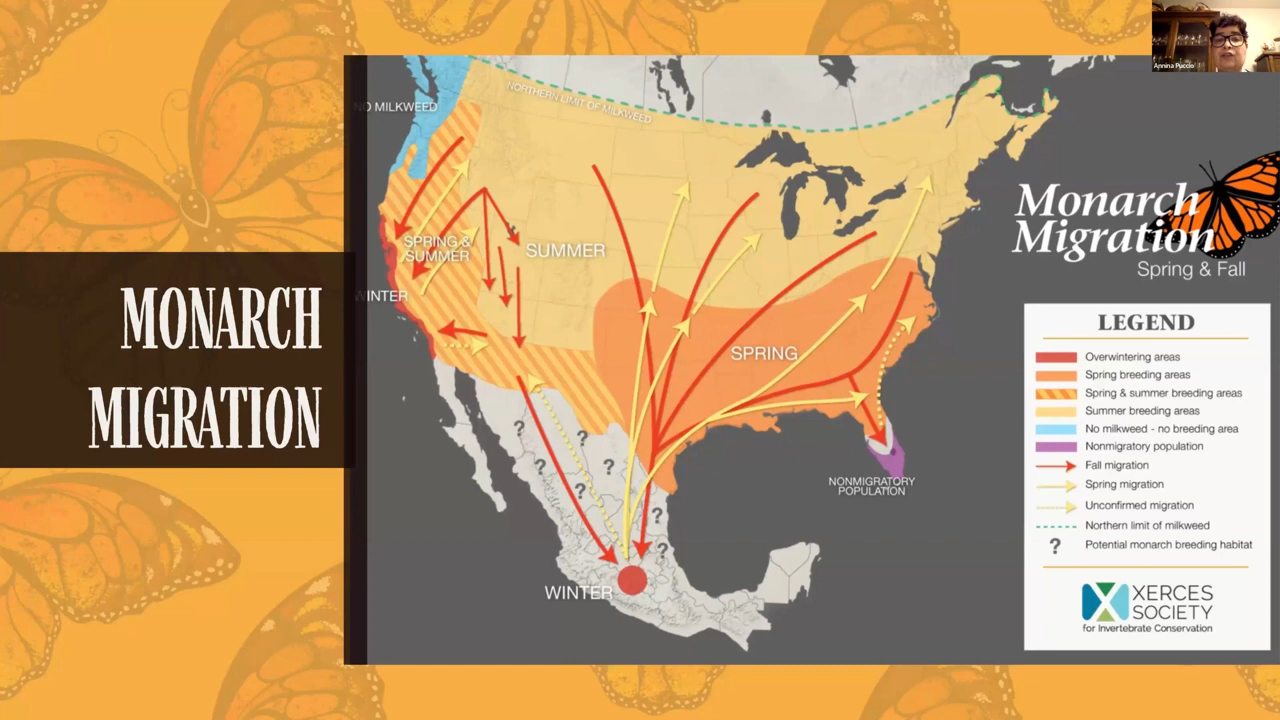 Annina Puccio
MONARCH
MIGRATION
NO MILKWEED
NORTHERN LIMIT OF MILKWEED
SPRING &
SUMMER
SUMMER
WINTER
SPRING
NONMIGRATORY
POPULATION
WINTER
Monarch
Migration
Spring & Fall
LEGEND
Overwintering areas
Spring breeding areas
Spring & summer breeding areas
Summer breeding areas
No milkweed - no breeding area
Nonmigratory population
Fall migration
Spring migration
Unconfirmed migration
Northern limit of milkweed
? Potential monarch breeding habitat
?
?
?
?
?
?
?
?
XERCES
SOCIETY
for Invertebrate Conservation